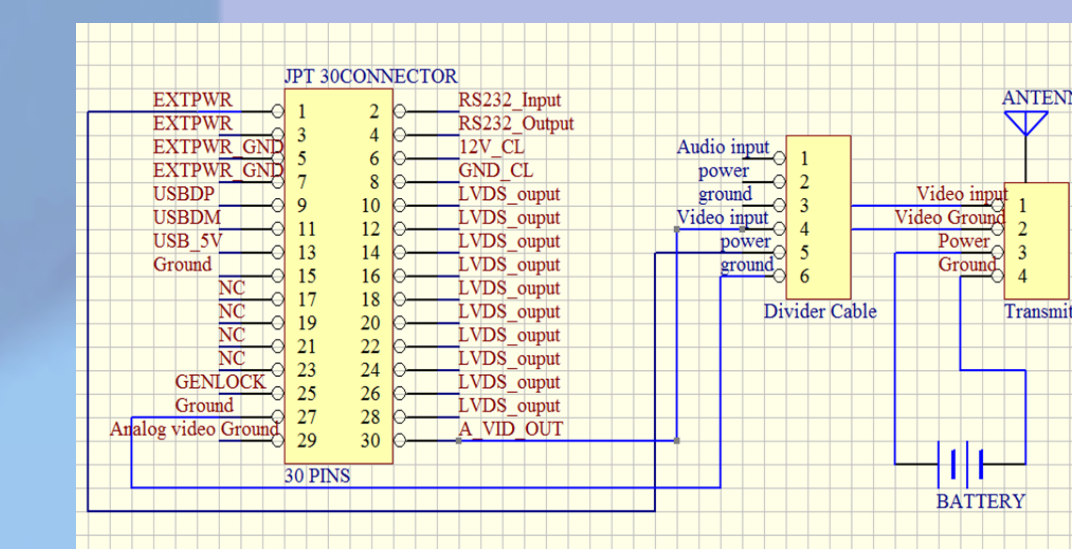 JPT 30CONNECTOR
EXTPWR 1 2 RS232_Input
EXTPWR 3 4 RS232_Output
EXTPWR_GND 5 6 12V_CL
EXTPWR_GND 7 8 GND_CL
USBDP 9 10 LVDS_ouput
USBDM 11 12 LVDS_ouput
USB_5V 13 14 LVDS_ouput
Ground 15 16 LVDS_ouput
NC 17 18 LVDS_ouput
NC 19 20 LVDS_ouput
NC 21 22 LVDS_ouput
NC 23 24 LVDS_ouput
GENLOCK 25 26 LVDS_ouput
Ground 27 28 LVDS_ouput
Analog video Ground 29 30 A_VID_OUT
30 PINS
Audio input 1
power 2
ground 3
Video input 4
power 5
ground 6
Divider Cable
ANTENN
Video input 1
Video Ground 2
Power 3
Ground 4
Transmit
BATTERY